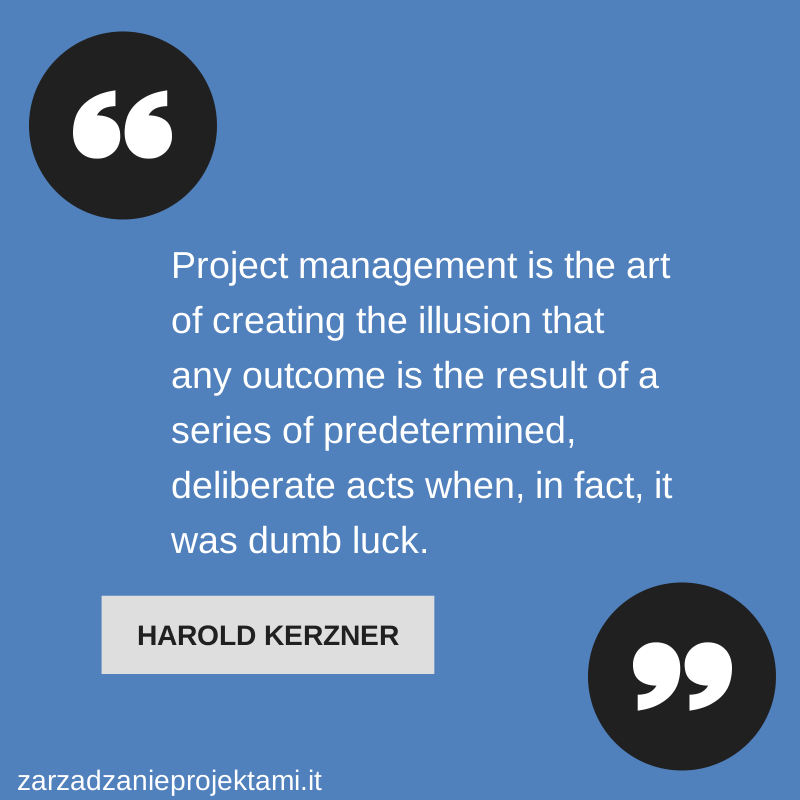 Project management is the art
of creating the illusion that
any outcome is the result of a
series of predetermined,
deliberate acts when, in fact, it
was dumb luck.
HAROLD KERZNER
zarzadzanieprojektami.it